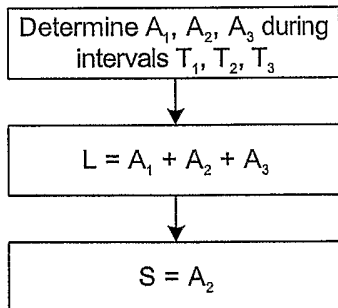 Determine A₁, A₂, A₃ during
intervals T₁, T₂, T₃
L = A₁ + A₂ + A₃
S = A₂